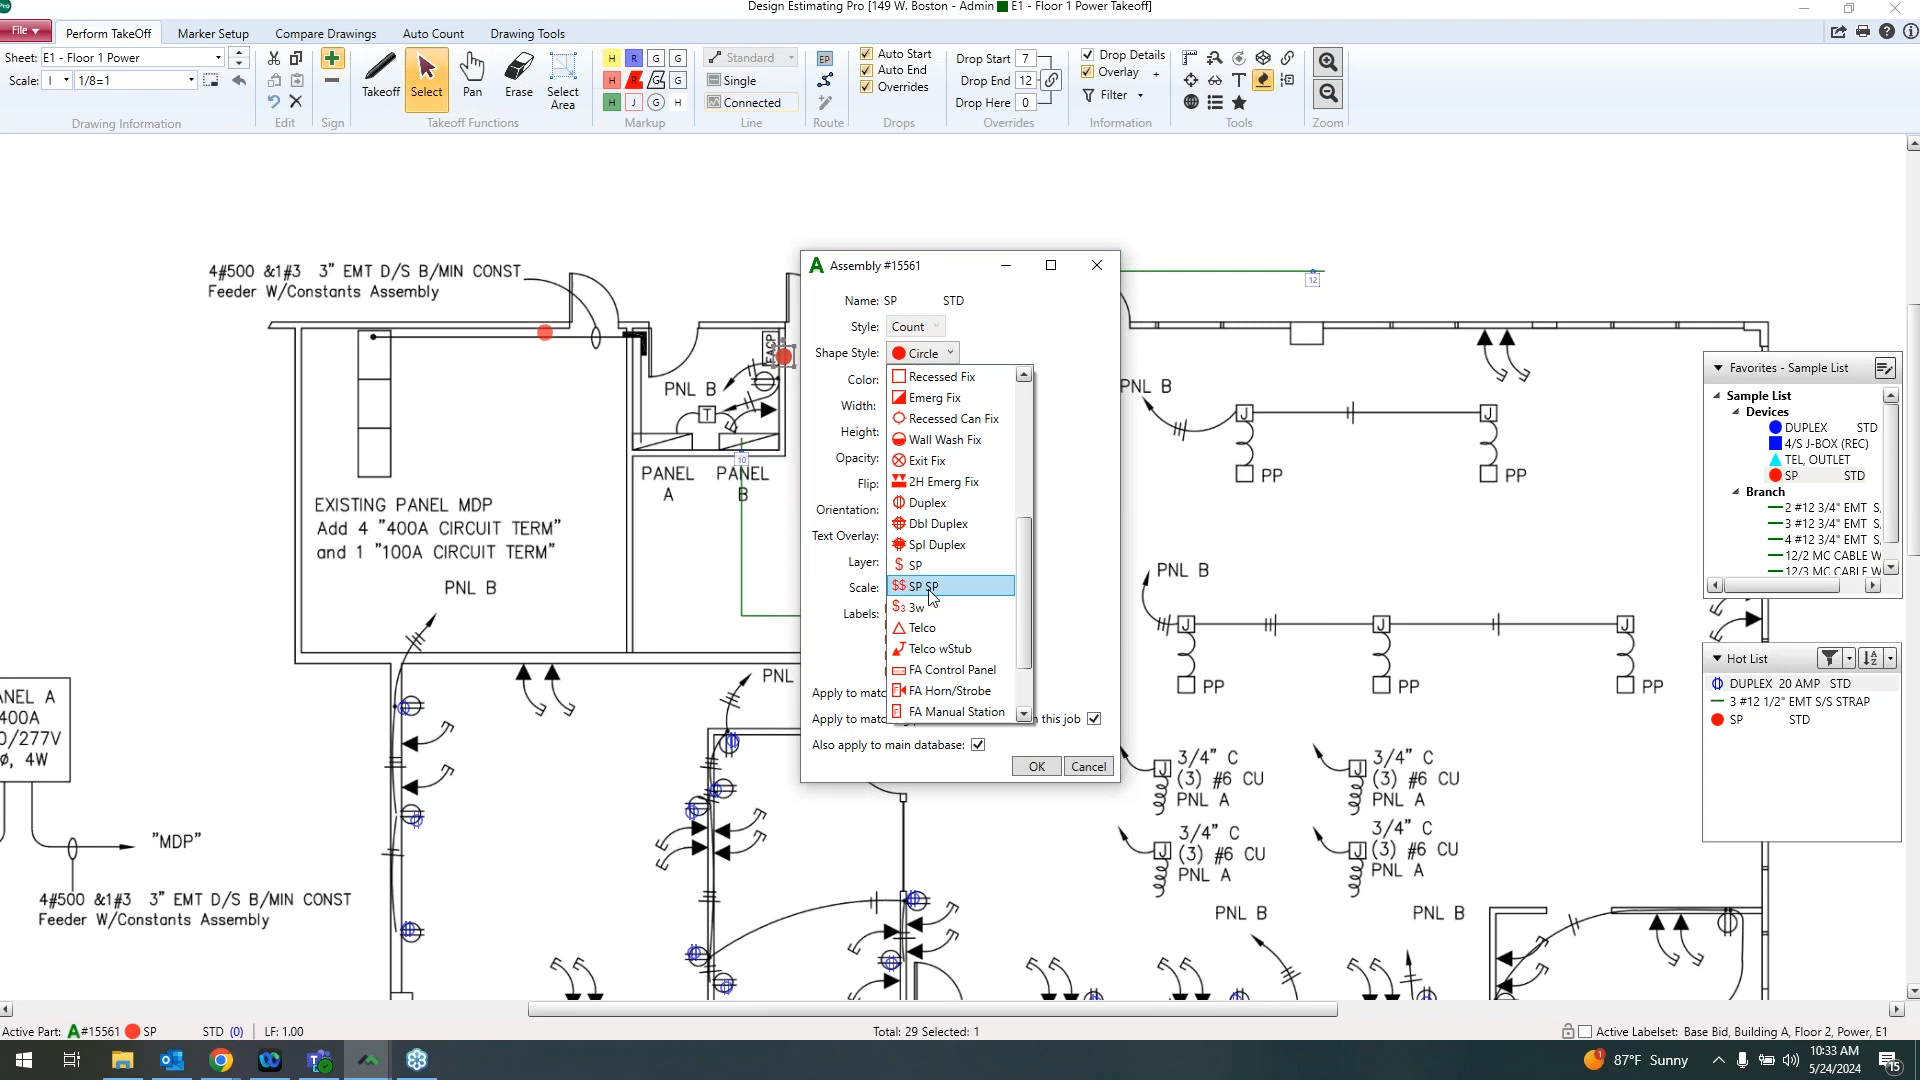 Pro
Design Estimating Pro [149 W. Boston - Admin E1 - Floor 1 Power Takeoff]
File
Perform TakeOff
Marker Setup
Compare Drawings
Auto Count
Drawing Tools
Sheet: E1 - Floor 1 Power
Scale: I 1/8=1
Drawing Information
Edit
Sign
Takeoff
Select
Pan
Erase
Select Area
Takeoff Functions
H R G G
H R G G
H J G H
Markup
Standard
Single
Connected
Line
EP
Route
Auto Start
Auto End
Overrides
Drops
Drop Start 7
Drop End 12
Drop Here 0
Overrides
Drop Details
Overlay +
Filter
Information
Tools
Zoom
4#500 &1#3 3" EMT D/S B/MIN CONST
Feeder W/Constants Assembly
FACP
PNL B
T
PANEL A
PANEL B
10
12
EXISTING PANEL MDP
Add 4 "400A CIRCUIT TERM"
and 1 "100A CIRCUIT TERM"
PNL B
PNL
ANEL A
400A
0/277V
ø, 4W
"MDP"
4#500 &1#3 3" EMT D/S B/MIN CONST
Feeder W/Constants Assembly
Assembly #15561
Name: SP STD
Style: Count
Shape Style: Circle
Color:
Width:
Height:
Opacity:
Flip:
Orientation:
Text Overlay:
Layer:
Scale:
Labels:
Recessed Fix
Emerg Fix
Recessed Can Fix
Wall Wash Fix
Exit Fix
2H Emerg Fix
Duplex
Dbl Duplex
Spl Duplex
$ SP
$$ SP SP
$3 3w
Telco
Telco wStub
FA Control Panel
F FA Horn/Strobe
F FA Manual Station
Apply to matc
Apply to matc n this job
Also apply to main database:
OK
Cancel
PNL B
J J
PP PP
PNL B
J J J
PP PP PP
J 3/4" C
(3) #6 CU
PNL A
J 3/4" C
(3) #6 CU
PNL A
J 3/4" C
(3) #6 CU
PNL A
J 3/4" C
(3) #6 CU
PNL A
PNL B
PNL B
Favorites - Sample List
Sample List
Devices
DUPLEX STD
4/S J-BOX (REC)
TEL, OUTLET
SP STD
Branch
2 #12 3/4" EMT S,
3 #12 3/4" EMT S,
4 #12 3/4" EMT S,
12/2 MC CABLE W
12/3 MC CABLE W
Hot List
DUPLEX 20 AMP STD
3 #12 1/2" EMT S/S STRAP
SP STD
Active Part: A #15561 SP STD (0) LF: 1.00
Total: 29 Selected: 1
Active Labelset: Base Bid, Building A, Floor 2, Power, E1
1
87°F Sunny
10:33 AM
5/24/2024
15